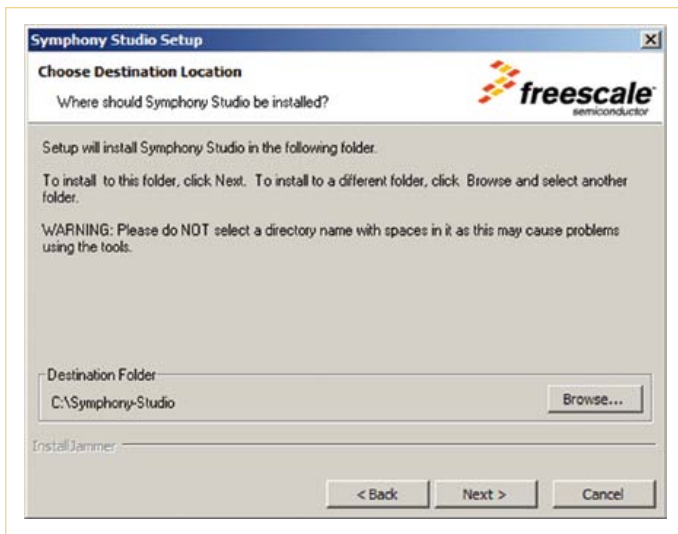 Symphony Studio Setup
Choose Destination Location
Where should Symphony Studio be installed?
freescale
semiconductor
Setup will install Symphony Studio in the following folder.
To install to this folder, click Next. To install to a different folder, click Browse and select another
folder.
WARNING: Please do NOT select a directory name with spaces in it as this may cause problems
using the tools.
Destination Folder
C:\Symphony-Studio
Browse...
InstallJammer
< Back
Next >
Cancel